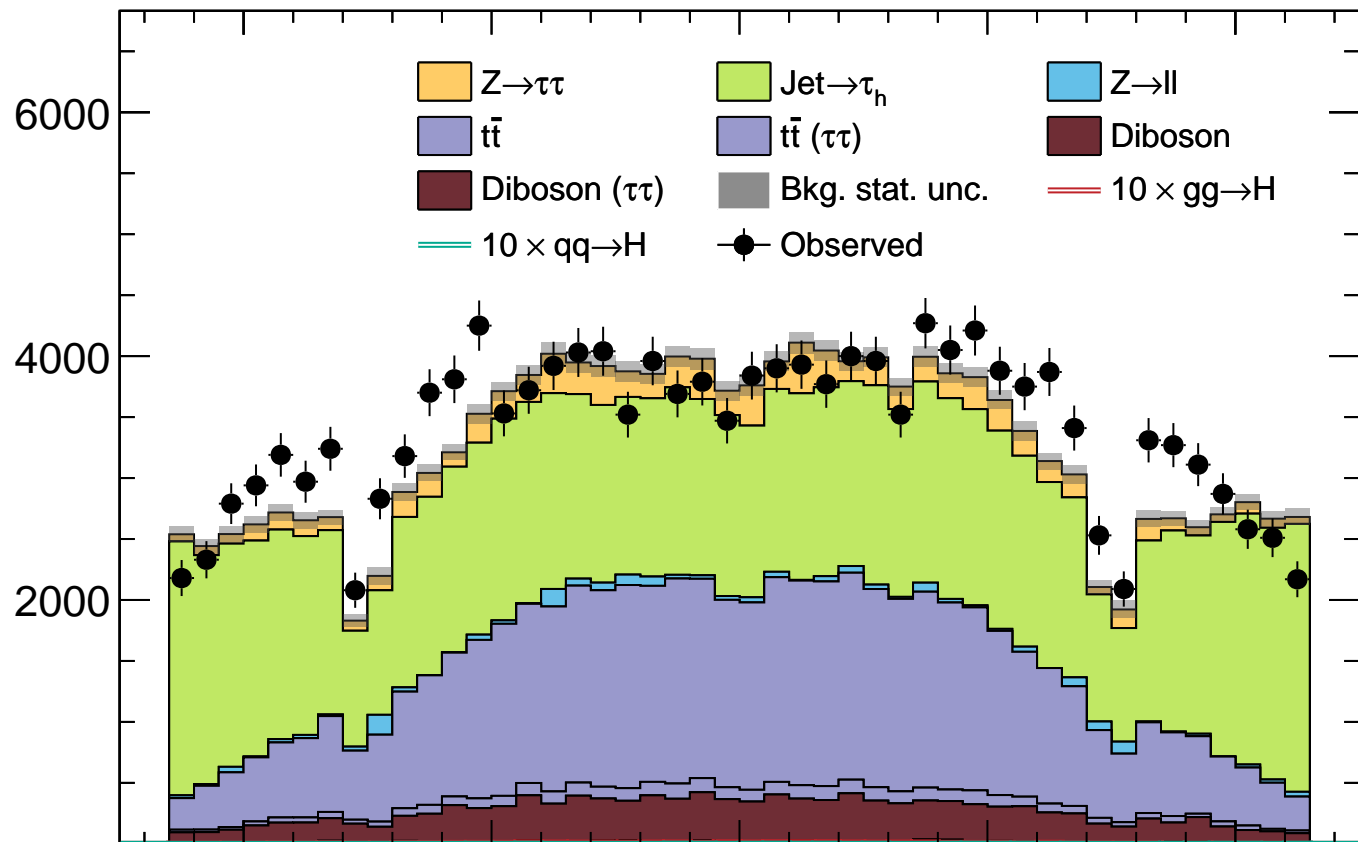 6000
4000
2000
Z→ττ Jet→τh Z→ll
tt̄ tt̄ (ττ) Diboson
Diboson (ττ) Bkg. stat. unc. 10 × gg→H
10 × qq→H Observed